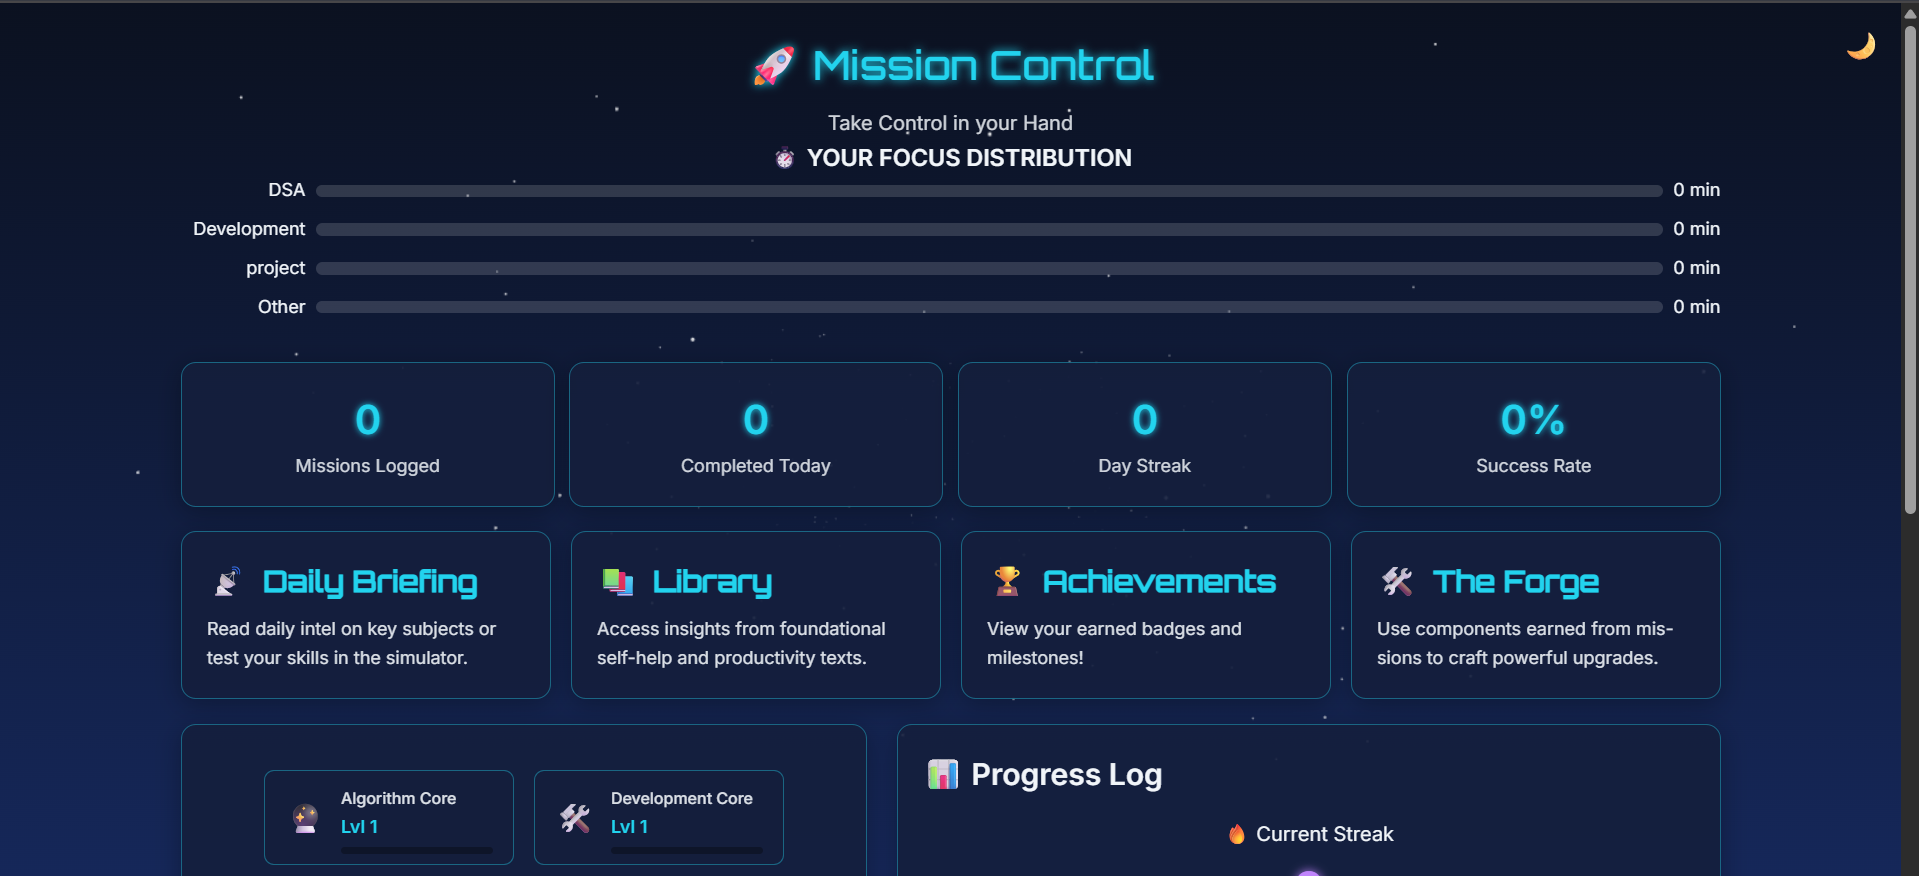 Mission Control
Take Control in your Hand
YOUR FOCUS DISTRIBUTION
DSA 0 min
Development 0 min
project 0 min
Other 0 min
0
Missions Logged
0
Completed Today
0
Day Streak
0%
Success Rate
Daily Briefing
Read daily intel on key subjects or
test your skills in the simulator.
Library
Access insights from foundational
self-help and productivity texts.
Achievements
View your earned badges and
milestones!
The Forge
Use components earned from mis-
sions to craft powerful upgrades.
Algorithm Core
Lvl 1
Development Core
Lvl 1
Progress Log
Current Streak